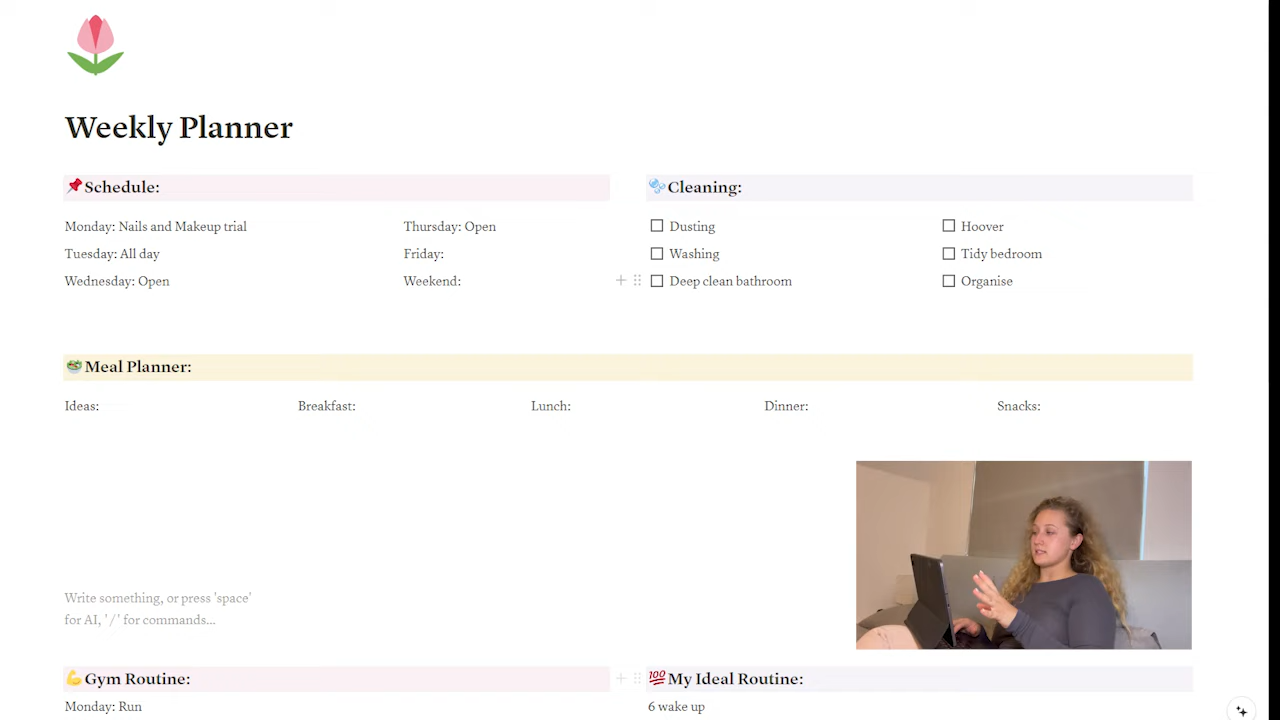 Weekly Planner
Schedule:
Monday: Nails and Makeup trial
Tuesday: All day
Wednesday: Open
Thursday: Open
Friday:
Weekend:
Cleaning:
Dusting
Washing
Deep clean bathroom
Hoover
Tidy bedroom
Organise
Meal Planner:
Ideas:
Breakfast:
Lunch:
Dinner:
Snacks:
Write something, or press 'space'
for AI, '/' for commands...
Gym Routine:
Monday: Run
💯My Ideal Routine:
6 wake up